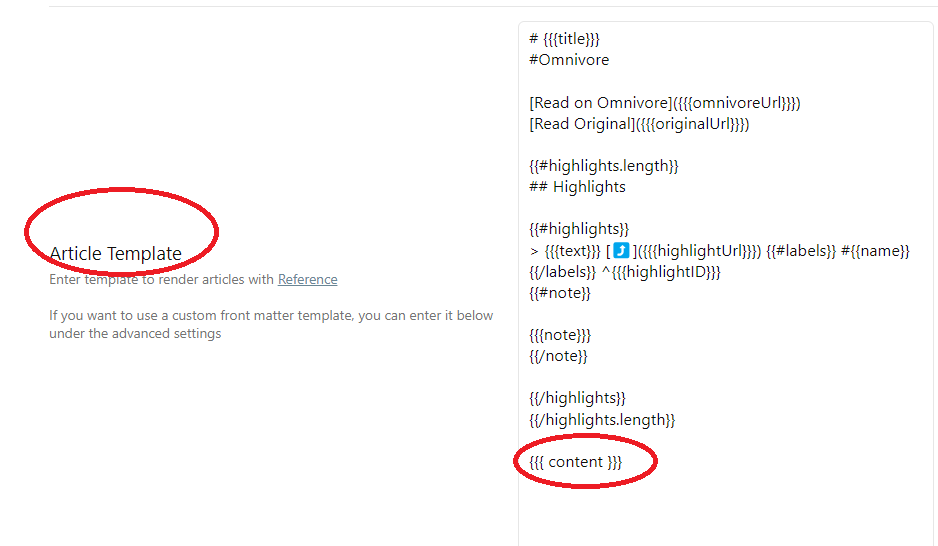 Article Template
Enter template to render articles with Reference
If you want to use a custom front matter template, you can enter it below
under the advanced settings
# {{{title}}}
#Omnivore
[Read on Omnivore]({{{omnivoreUrl}}})
[Read Original]({{{originalUrl}}})
{{#highlights.length}}
## Highlights
{{#highlights}}
> {{{text}}} [⤴️]({{{highlightUrl}}}) {{#labels}} #{{name}}
{{/labels}} ^{{{highlightID}}}
{{#note}}
{{{note}}}
{{/note}}
{{/highlights}}
{{/highlights.length}}
{{{ content }}}